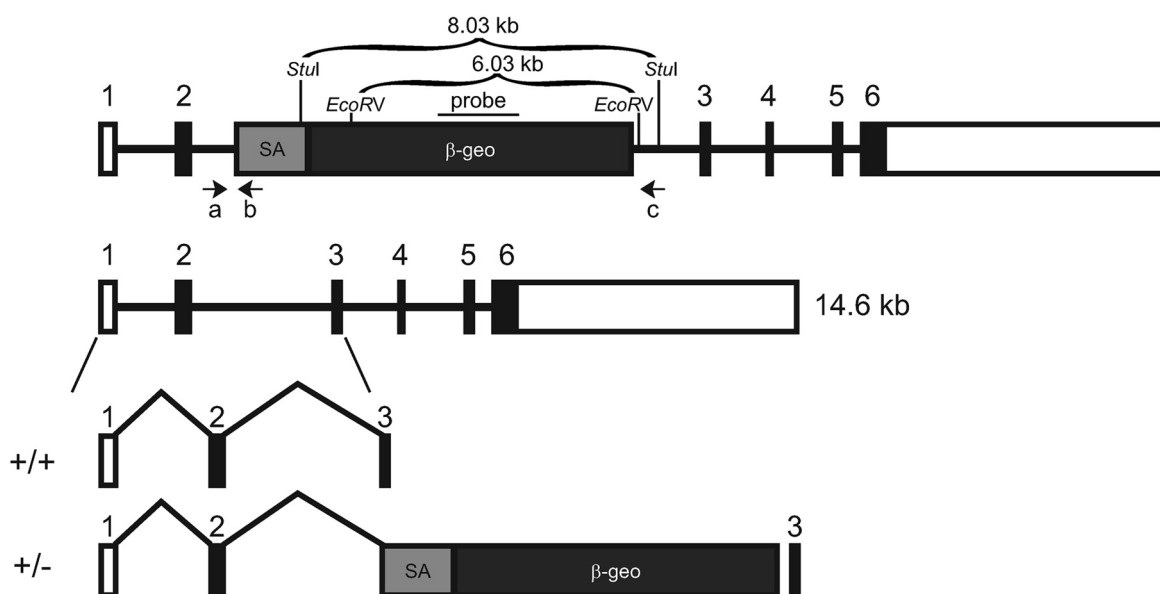 8.03 kb
StuI
6.03 kb
StuI
EcoRV
probe
EcoRV
1 2 3 4 5 6
SA
β-geo
a b c
1 2 3 4 5 6
14.6 kb
1 2 3
+/+
1 2 3
+/-
SA
β-geo